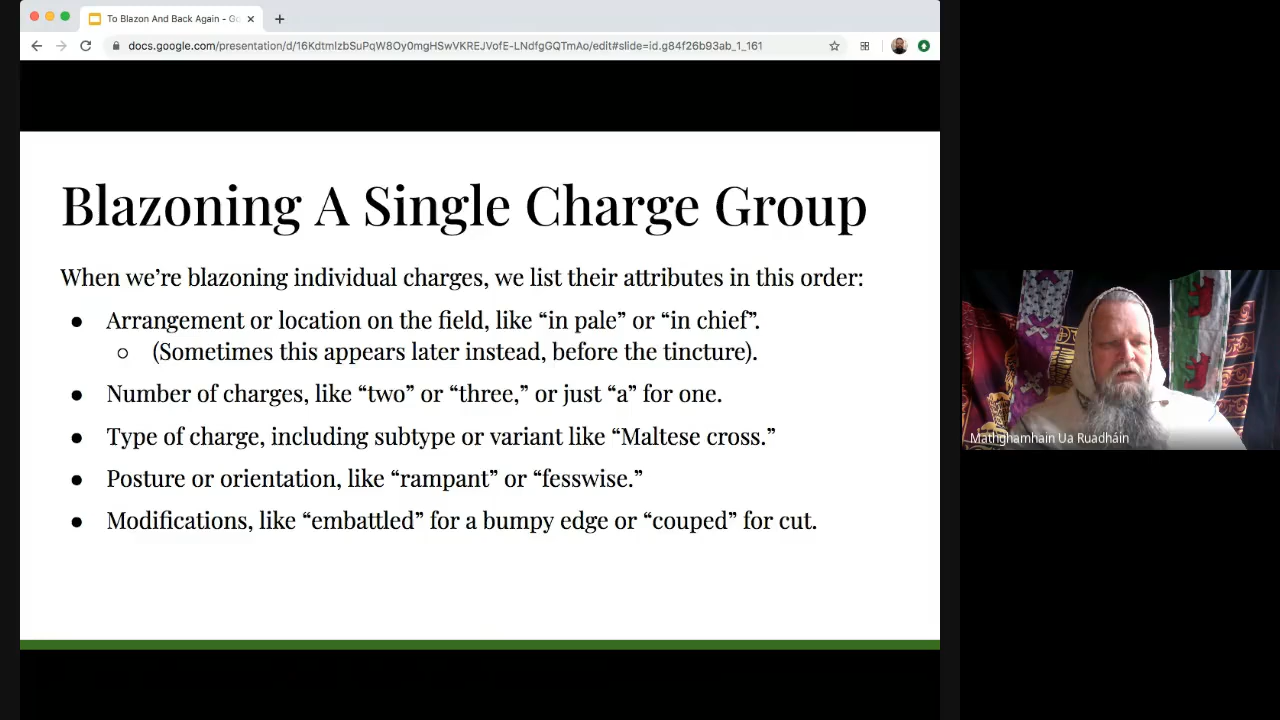 To Blazon And Back Again - Go
docs.google.com/presentation/d/16KdtmIzbSuPqW8Oy0mgHSwVKREJVofE-LNdfgGQTmAo/edit#slide=id.g84f26b93ab_1_161
Blazoning A Single Charge Group
When we’re blazoning individual charges, we list their attributes in this order:
● Arrangement or location on the field, like “in pale” or “in chief”.
○ (Sometimes this appears later instead, before the tincture).
● Number of charges, like “two” or “three,” or just “a” for one.
● Type of charge, including subtype or variant like “Maltese cross.”
● Posture or orientation, like “rampant” or “fesswise.”
● Modifications, like “embattled” for a bumpy edge or “couped” for cut.
Mathghamhain Ua Ruadháin